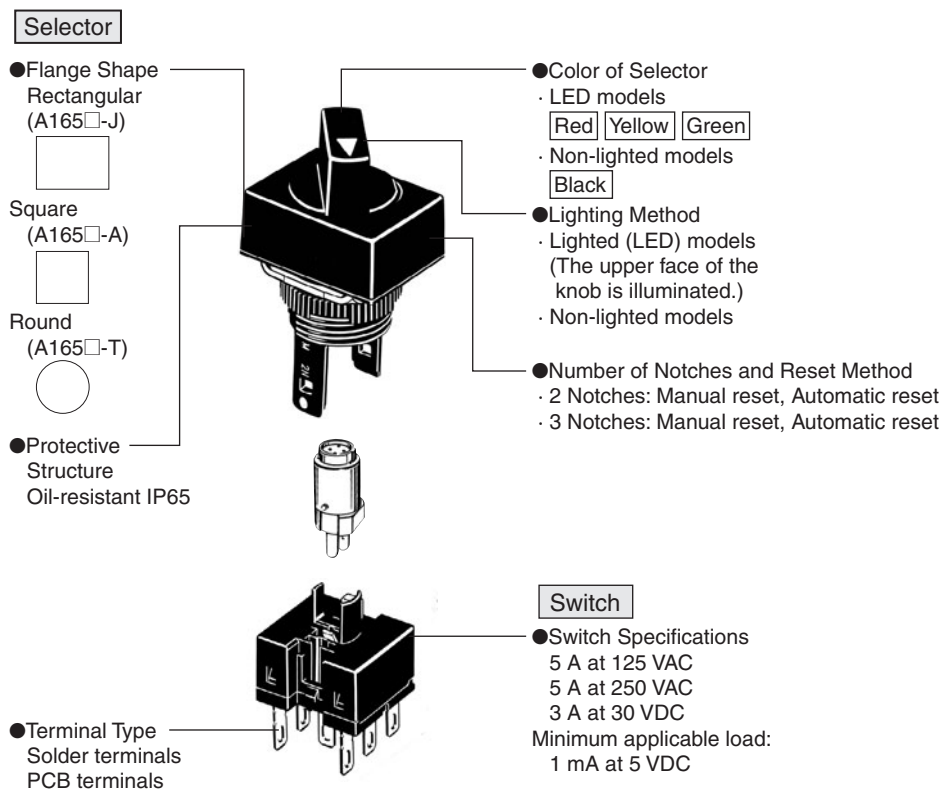 Selector
●Flange Shape
Rectangular
(A165□-J)
Square
(A165□-A)
Round
(A165□-T)
●Protective
Structure
Oil-resistant IP65
●Color of Selector
· LED models
Red Yellow Green
· Non-lighted models
Black
●Lighting Method
· Lighted (LED) models
(The upper face of the
knob is illuminated.)
· Non-lighted models
●Number of Notches and Reset Method
· 2 Notches: Manual reset, Automatic reset
· 3 Notches: Manual reset, Automatic reset
Switch
●Switch Specifications
5 A at 125 VAC
5 A at 250 VAC
3 A at 30 VDC
Minimum applicable load:
1 mA at 5 VDC
●Terminal Type
Solder terminals
PCB terminals